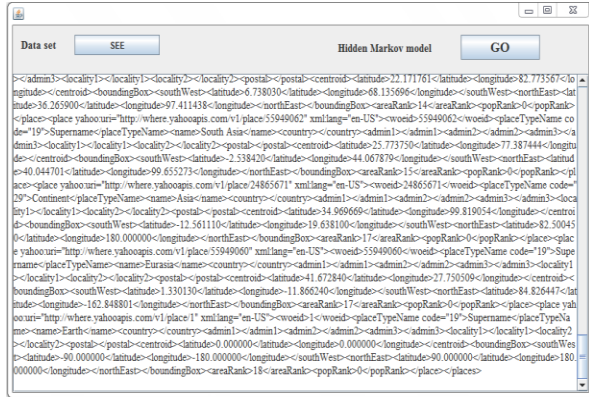 Data set
SEE
Hidden Markov model
GO
></admin3><locality1></locality1><locality2></locality2><postal></postal><centroid><latitude>22.171761</latitude><longitude>82.773567</lo
ngitude></centroid><boundingBox><southWest><latitude>6.738030</latitude><longitude>68.135696</longitude></southWest><northEast><lat
itude>36.265900</latitude><longitude>97.411438</longitude></northEast></boundingBox><areaRank>14</areaRank><popRank>0</popRank>
</place><place yahoo:uri="http://where.yahooapis.com/v1/place/55949062" xml:lang="en-US"><woeid>55949062</woeid><placeTypeName co
de="19">Supername</placeTypeName><name>South Asia</name><country></country><admin1></admin1><admin2></admin2><admin3></a
dmin3><locality1></locality1><locality2></locality2><postal></postal><centroid><latitude>25.773750</latitude><longitude>77.387444</longitu
de></centroid><boundingBox><southWest><latitude>-2.538420</latitude><longitude>44.067879</longitude></southWest><northEast><latitud
e>40.044701</latitude><longitude>99.655273</longitude></northEast></boundingBox><areaRank>15</areaRank><popRank>0</popRank></pl
ace><place yahoo:uri="http://where.yahooapis.com/v1/place/24865671" xml:lang="en-US"><woeid>24865671</woeid><placeTypeName code="
29">Continent</placeTypeName><name>Asia</name><country></country><admin1></admin1><admin2></admin2><admin3></admin3><loca
lity1></locality1><locality2></locality2><postal></postal><centroid><latitude>34.969669</latitude><longitude>99.819054</longitude></centroi
d><boundingBox><southWest><latitude>-12.561110</latitude><longitude>19.638100</longitude></southWest><northEast><latitude>82.50045
0</latitude><longitude>180.000000</longitude></northEast></boundingBox><areaRank>17</areaRank><popRank>0</popRank></place><plac
e yahoo:uri="http://where.yahooapis.com/v1/place/55949060" xml:lang="en-US"><woeid>55949060</woeid><placeTypeName code="19">Supe
rname</placeTypeName><name>Eurasia</name><country></country><admin1></admin1><admin2></admin2><admin3></admin3><locality1
></locality1><locality2></locality2><postal></postal><centroid><latitude>41.672840</latitude><longitude>27.750509</longitude></centroid><
boundingBox><southWest><latitude>1.330130</latitude><longitude>-11.866240</longitude></southWest><northEast><latitude>84.826447</lat
itude><longitude>-162.848801</longitude></northEast></boundingBox><areaRank>17</areaRank><popRank>0</popRank></place><place yah
oo:uri="http://where.yahooapis.com/v1/place/1" xml:lang="en-US"><woeid>1</woeid><placeTypeName code="19">Supername</placeTypeNa
me><name>Earth</name><country></country><admin1></admin1><admin2></admin2><admin3></admin3><locality1></locality1><locality2
></locality2><postal></postal><centroid><latitude>0.000000</latitude><longitude>0.000000</longitude></centroid><boundingBox><southWes
t><latitude>-90.000000</latitude><longitude>-180.000000</longitude></southWest><northEast><latitude>90.000000</latitude><longitude>180.
000000</longitude></northEast></boundingBox><areaRank>18</areaRank><popRank>0</popRank></place></places>